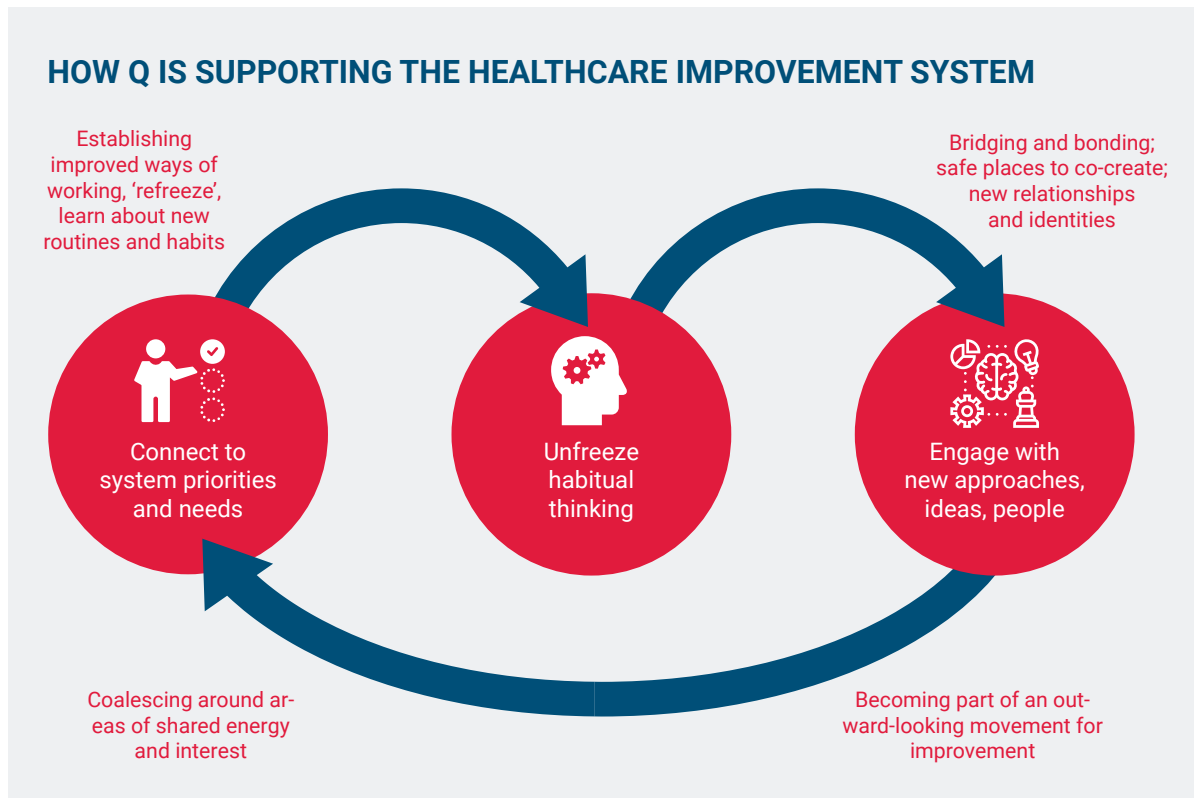 HOW Q IS SUPPORTING THE HEALTHCARE IMPROVEMENT SYSTEM
Establishing
improved ways of
working, ‘refreeze’,
learn about new
routines and habits
Bridging and bonding;
safe places to co-create;
new relationships
and identities
Connect to
system priorities
and needs
Unfreeze
habitual
thinking
Engage with
new approaches,
ideas, people
Coalescing around ar-
eas of shared energy
and interest
Becoming part of an out-
ward-looking movement for
improvement